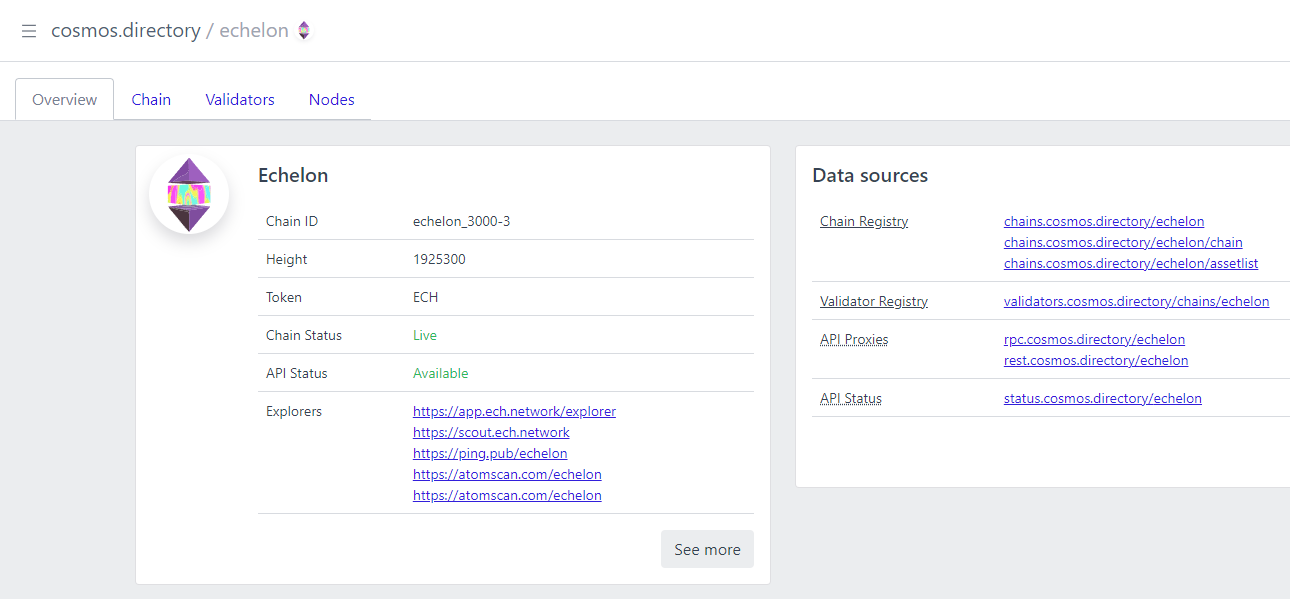 cosmos.directory / echelon
Overview Chain Validators Nodes
Echelon
Chain ID echelon_3000-3
Height 1925300
Token ECH
Chain Status Live
API Status Available
Explorers https://app.ech.network/explorer
https://scout.ech.network
https://ping.pub/echelon
https://atomscan.com/echelon
https://atomscan.com/echelon
See more
Data sources
Chain Registry chains.cosmos.directory/echelon
chains.cosmos.directory/echelon/chain
chains.cosmos.directory/echelon/assetlist
Validator Registry validators.cosmos.directory/chains/echelon
API Proxies rpc.cosmos.directory/echelon
rest.cosmos.directory/echelon
API Status status.cosmos.directory/echelon